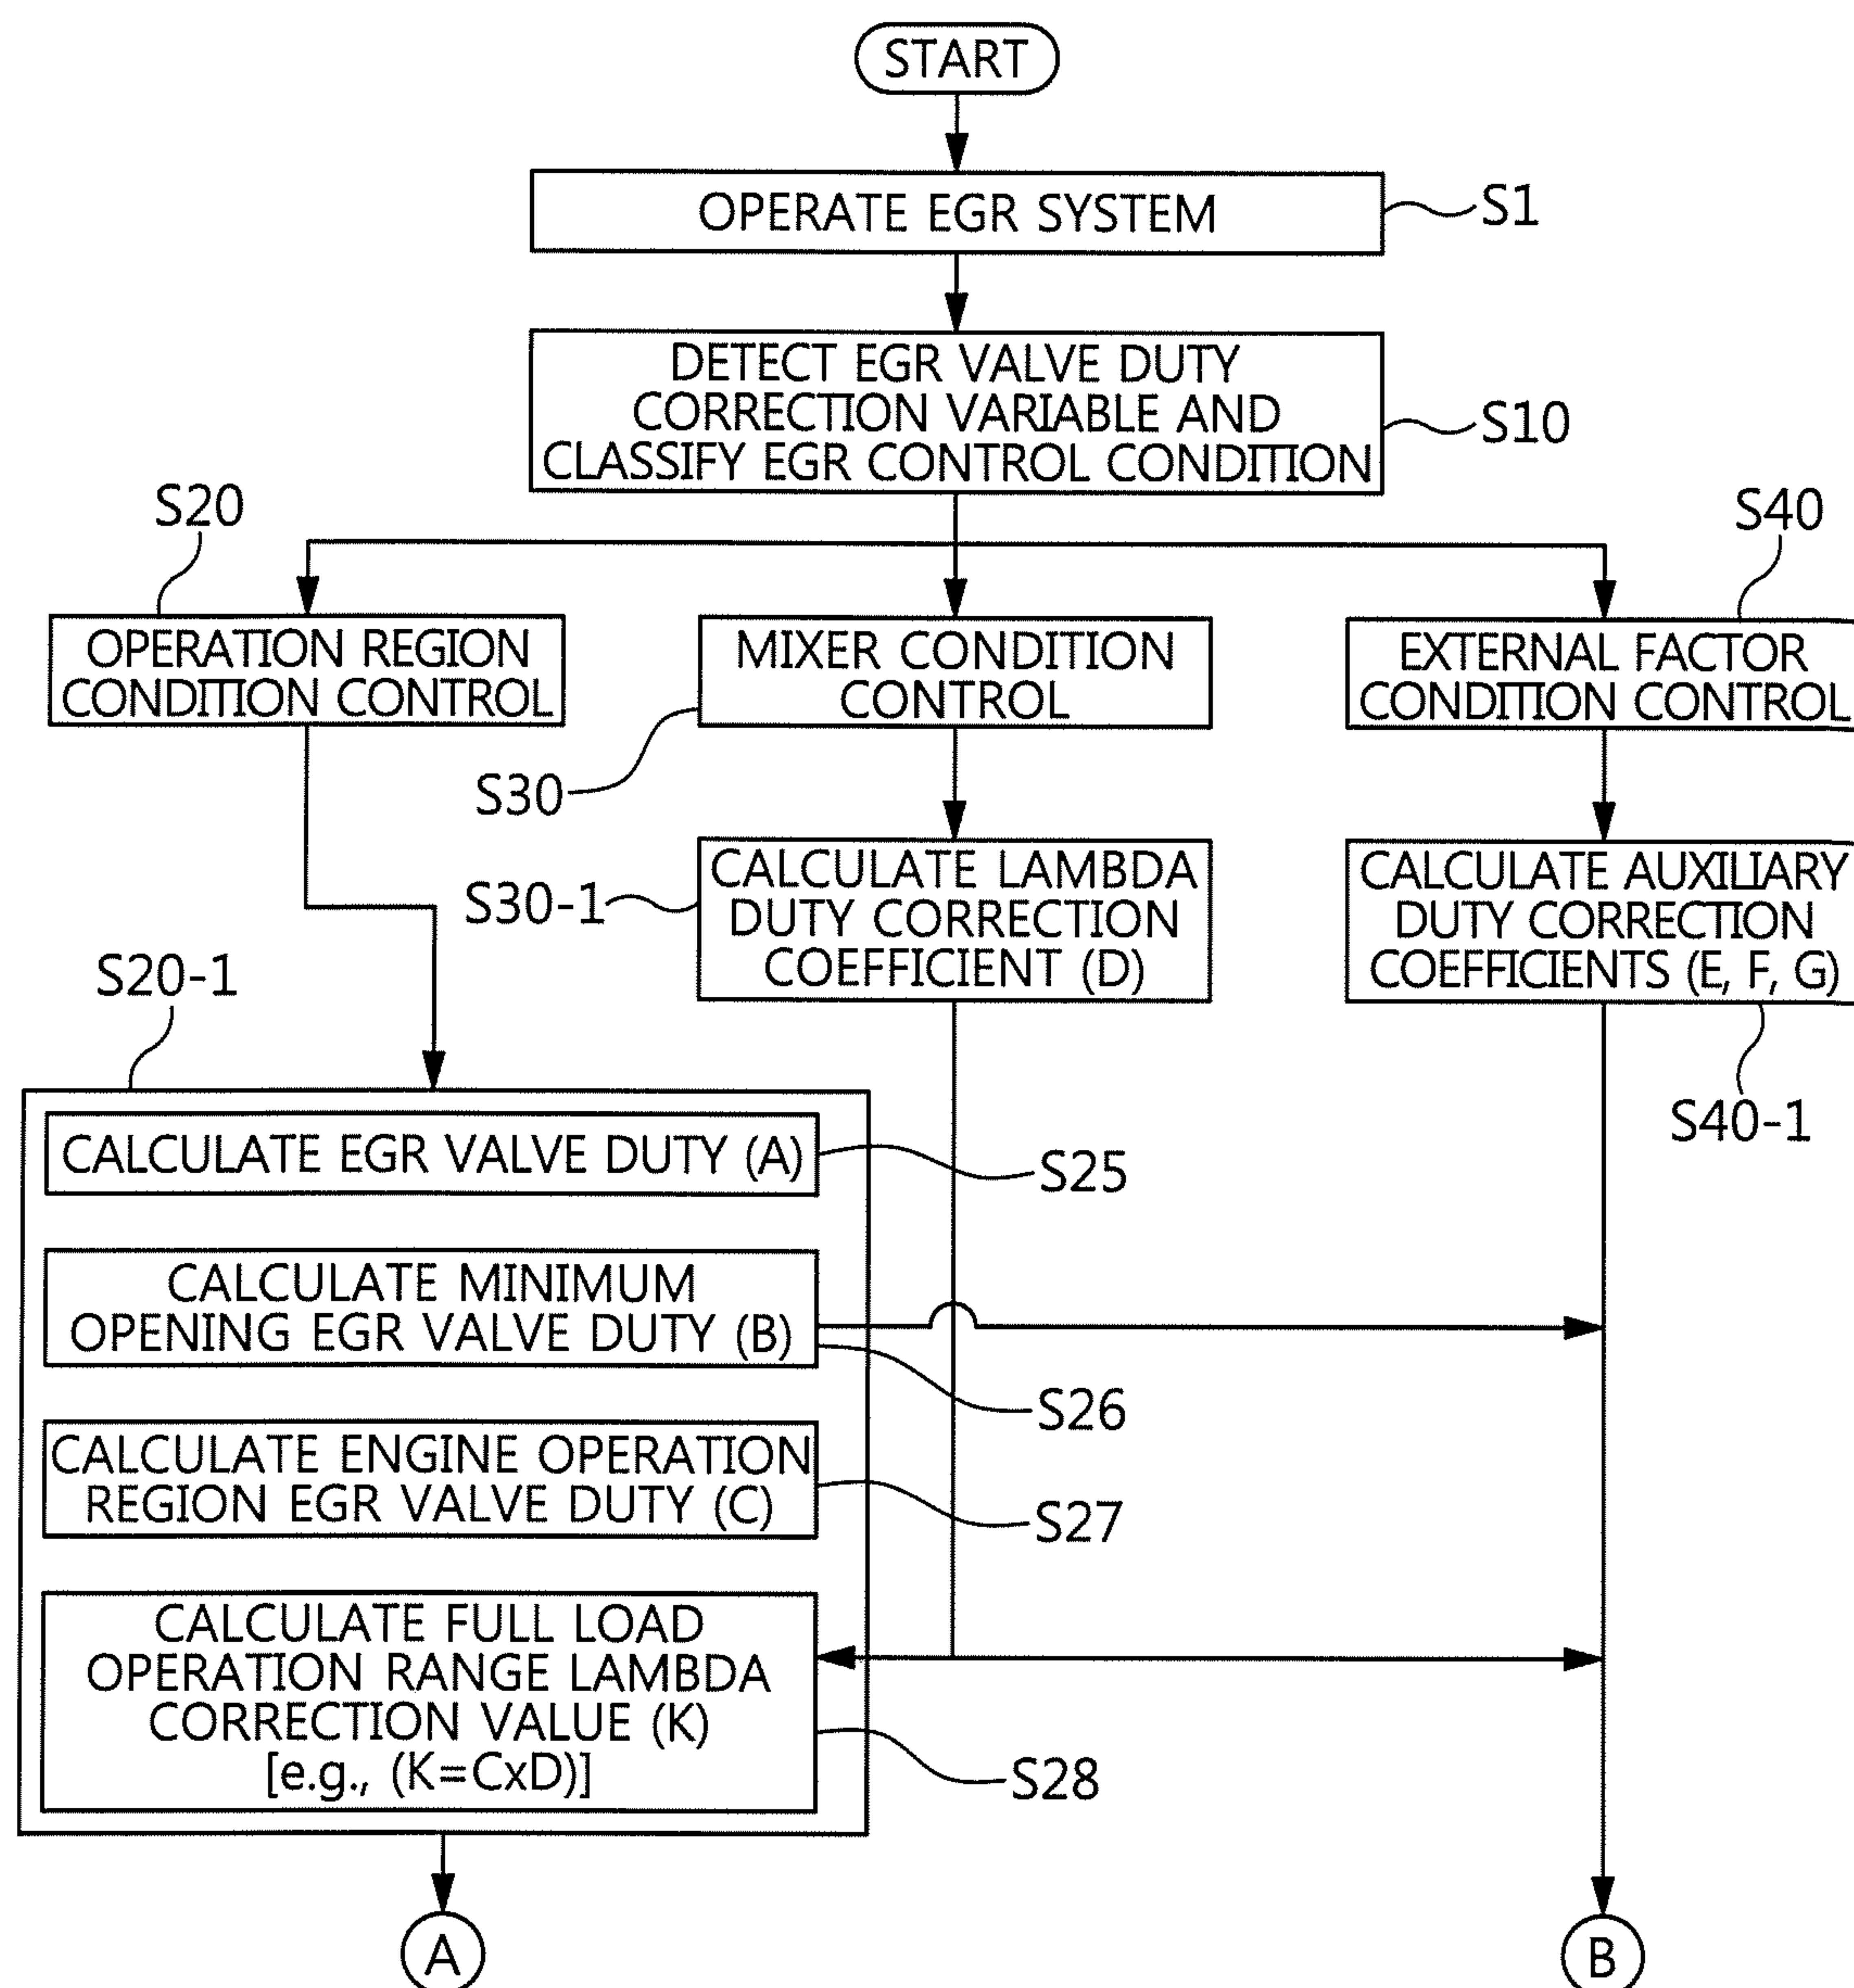 START
OPERATE EGR SYSTEM
S1
DETECT EGR VALVE DUTY
CORRECTION VARIABLE AND
CLASSIFY EGR CONTROL CONDITION
S10
S20
S40
OPERATION REGION
CONDITION CONTROL
MIXER CONDITION
CONTROL
EXTERNAL FACTOR
CONDITION CONTROL
S30
CALCULATE LAMBDA
DUTY CORRECTION
COEFFICIENT (D)
S30-1
CALCULATE AUXILIARY
DUTY CORRECTION
COEFFICIENTS (E, F, G)
S20-1
S40-1
CALCULATE EGR VALVE DUTY (A)
S25
CALCULATE MINIMUM
OPENING EGR VALVE DUTY (B)
S26
CALCULATE ENGINE OPERATION
REGION EGR VALVE DUTY (C)
S27
CALCULATE FULL LOAD
OPERATION RANGE LAMBDA
CORRECTION VALUE (K)
[e.g., (K=CxD)]
S28
A
B